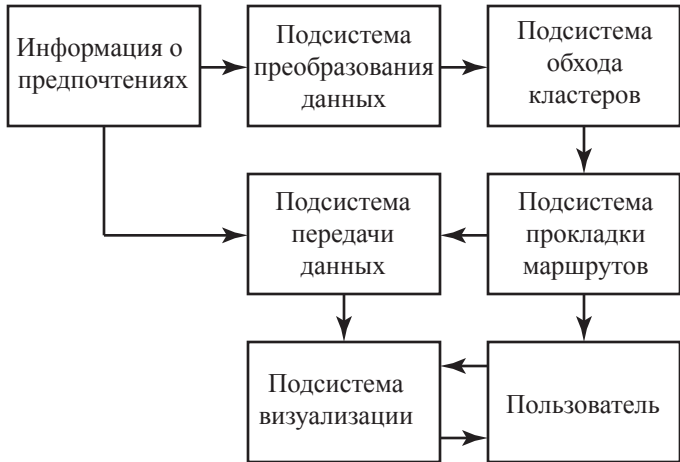 Информация о
предпочтениях
Подсистема
преобразования
данных
Подсистема
обхода
кластеров
Подсистема
передачи
данных
Подсистема
прокладки
маршрутов
Подсистема
визуализации
Пользователь